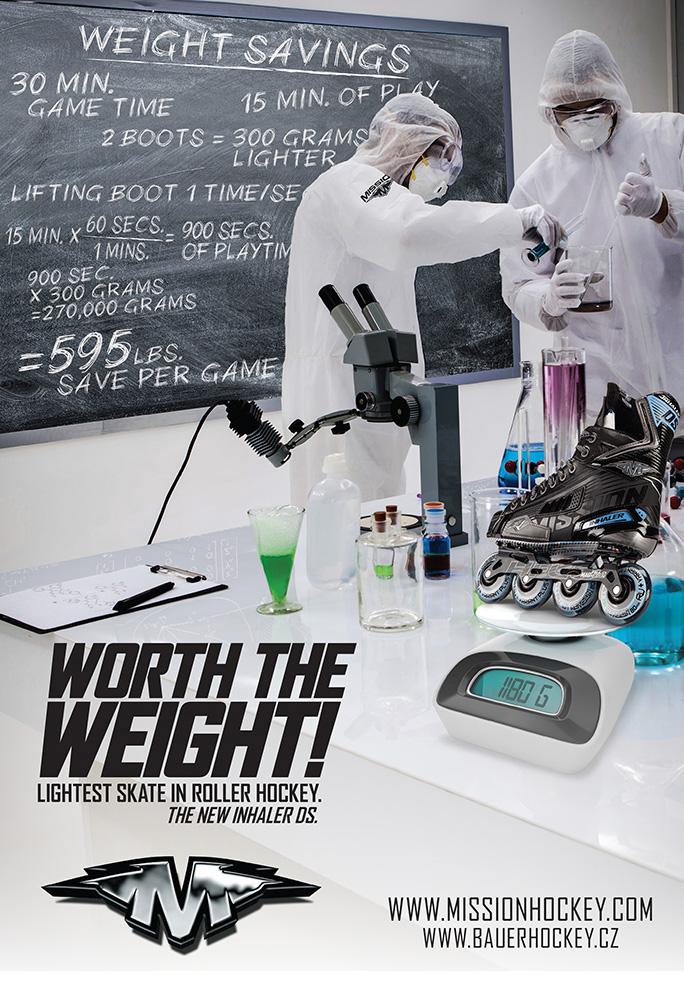 WEIGHT SAVINGS
30 MIN.
GAME TIME
15 MIN. OF PLAY
2 BOOTS = 300 GRAMS
LIGHTER
LIFTING BOOT 1 TIME/SE
15 MIN. X 60 SECS. = 900 SECS.
1 MINS. OF PLAYTIM
900 SEC.
X 300 GRAMS
=270,000 GRAMS
=595 LBS.
SAVE PER GAME
MISSIO
INHALER
1180 G
WORTH THE
WEIGHT!
LIGHTEST SKATE IN ROLLER HOCKEY.
THE NEW INHALER DS.
M
WWW.MISSIONHOCKEY.COM
WWW.BAUERHOCKEY.CZ